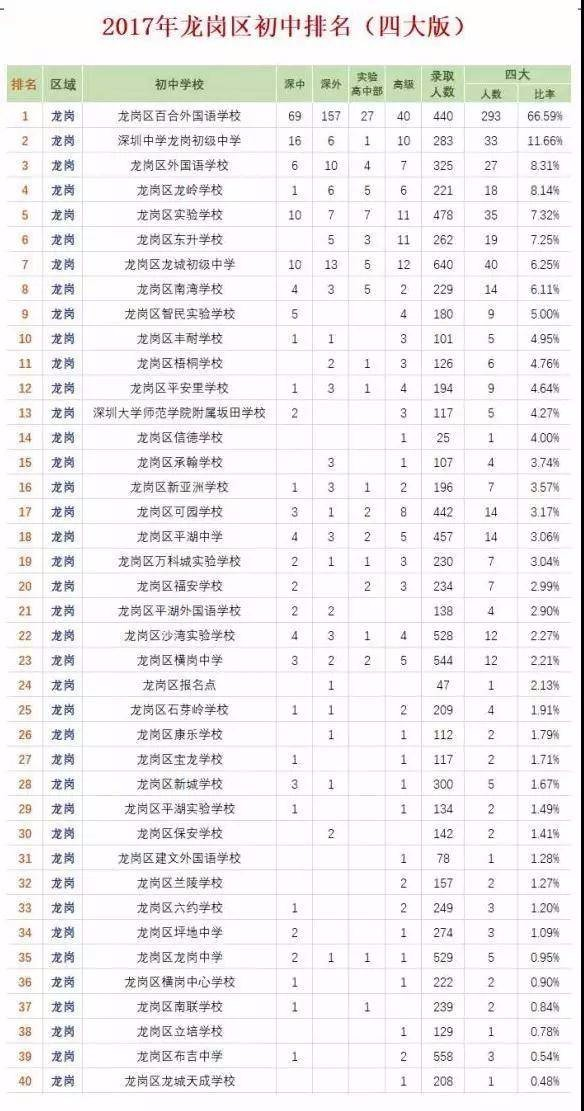 2017年龙岗区初中排名（四大版）
排名 区域 初中学校 深中 深外 实验高中部 高级 录取人数 四大 人数 比率
1 龙岗 龙岗区百合外国语学校 69 157 27 40 440 293 66.59%
2 龙岗 深圳中学龙岗初级中学 16 6 1 10 283 33 11.66%
3 龙岗 龙岗区外国语学校 6 10 4 7 325 27 8.31%
4 龙岗 龙岗区龙岭学校 1 6 5 6 221 18 8.14%
5 龙岗 龙岗区实验学校 10 7 7 11 478 35 7.32%
6 龙岗 龙岗区东升学校 5 3 11 262 19 7.25%
7 龙岗 龙岗区龙城初级中学 10 13 5 12 640 40 6.25%
8 龙岗 龙岗区南湾学校 4 3 5 2 229 14 6.11%
9 龙岗 龙岗区智民实验学校 5 4 180 9 5.00%
10 龙岗 龙岗区丰耐学校 1 1 3 101 5 4.95%
11 龙岗 龙岗区梧桐学校 2 1 3 126 6 4.76%
12 龙岗 龙岗区平安里学校 1 3 1 4 194 9 4.64%
13 龙岗 深圳大学师范学院附属坂田学校 2 3 117 5 4.27%
14 龙岗 龙岗区信德学校 1 25 1 4.00%
15 龙岗 龙岗区承翰学校 3 1 107 4 3.74%
16 龙岗 龙岗区新亚洲学校 1 3 1 2 196 7 3.57%
17 龙岗 龙岗区可园学校 3 1 2 8 442 14 3.17%
18 龙岗 龙岗区平湖中学 4 3 2 5 457 14 3.06%
19 龙岗 龙岗区万科城实验学校 2 1 1 3 230 7 3.04%
20 龙岗 龙岗区福安学校 2 2 3 234 7 2.99%
21 龙岗 龙岗区平湖外国语学校 2 2 138 4 2.90%
22 龙岗 龙岗区沙湾实验学校 4 3 1 4 528 12 2.27%
23 龙岗 龙岗区横岗中学 3 2 2 5 544 12 2.21%
24 龙岗 龙岗区报名点 1 47 1 2.13%
25 龙岗 龙岗区石芽岭学校 1 1 2 209 4 1.91%
26 龙岗 龙岗区康乐学校 1 1 112 2 1.79%
27 龙岗 龙岗区宝龙学校 1 1 117 2 1.71%
28 龙岗 龙岗区新城学校 3 1 1 300 5 1.67%
29 龙岗 龙岗区平湖实验学校 1 1 134 2 1.49%
30 龙岗 龙岗区保安学校 2 142 2 1.41%
31 龙岗 龙岗区建文外国语学校 1 78 1 1.28%
32 龙岗 龙岗区兰陵学校 2 157 2 1.27%
33 龙岗 龙岗区六约学校 1 2 249 3 1.20%
34 龙岗 龙岗区坪地中学 2 1 274 3 1.09%
35 龙岗 龙岗区龙岗中学 2 1 1 1 529 5 0.95%
36 龙岗 龙岗区横岗中心学校 1 1 222 2 0.90%
37 龙岗 龙岗区南联学校 1 1 239 2 0.84%
38 龙岗 龙岗区立培学校 1 129 1 0.78%
39 龙岗 龙岗区布吉中学 1 2 558 3 0.54%
40 龙岗 龙岗区龙城天成学校 1 208 1 0.48%